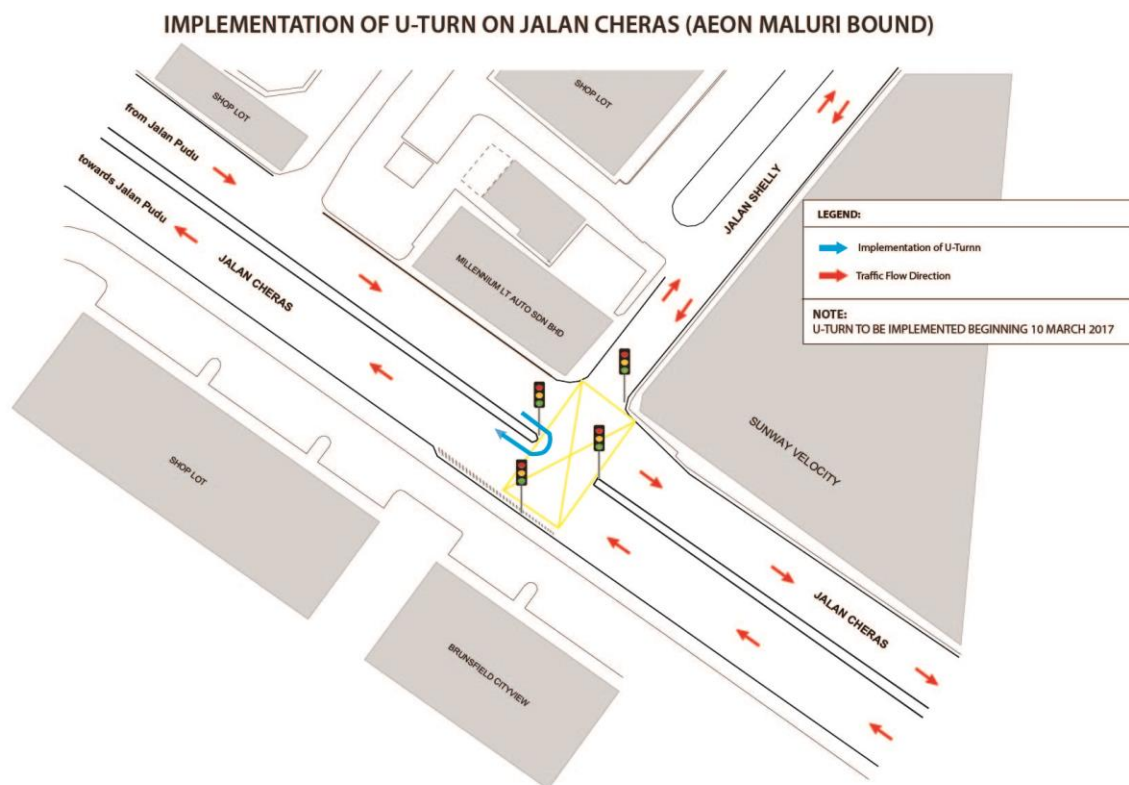 IMPLEMENTATION OF U-TURN ON JALAN CHERAS (AEON MALURI BOUND)
SHOP LOT
SHOP LOT
from Jalan Pudu
towards Jalan Pudu
JALAN CHERAS
JALAN SHELLY
MILLENNIUM LT AUTO SDN BHD
LEGEND:
Implementation of U-Turnn
Traffic Flow Direction
NOTE:
U-TURN TO BE IMPLEMENTED BEGINNING 10 MARCH 2017
SUNWAY VELOCITY
SHOP LOT
JALAN CHERAS
BRUNSFIELD CITYVIEW